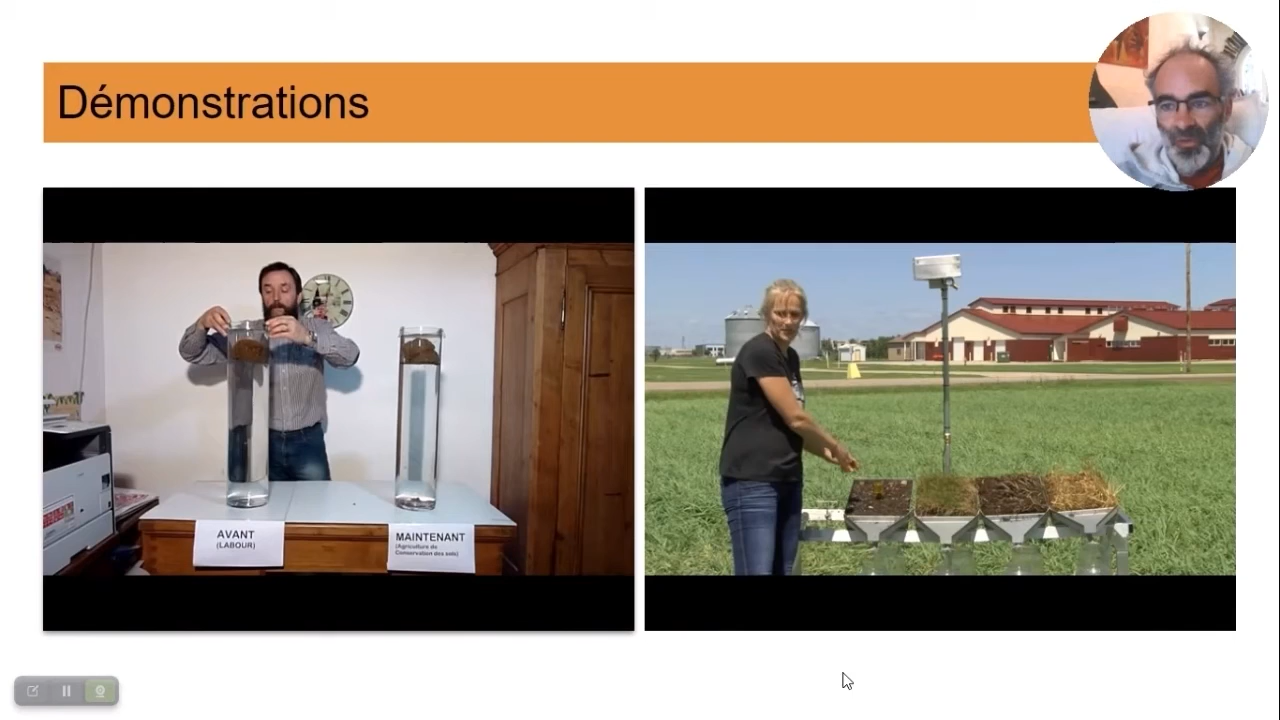 Démonstrations
AVANT
(LABOUR)
MAINTENANT
(Agriculture de
Conservation des sols)